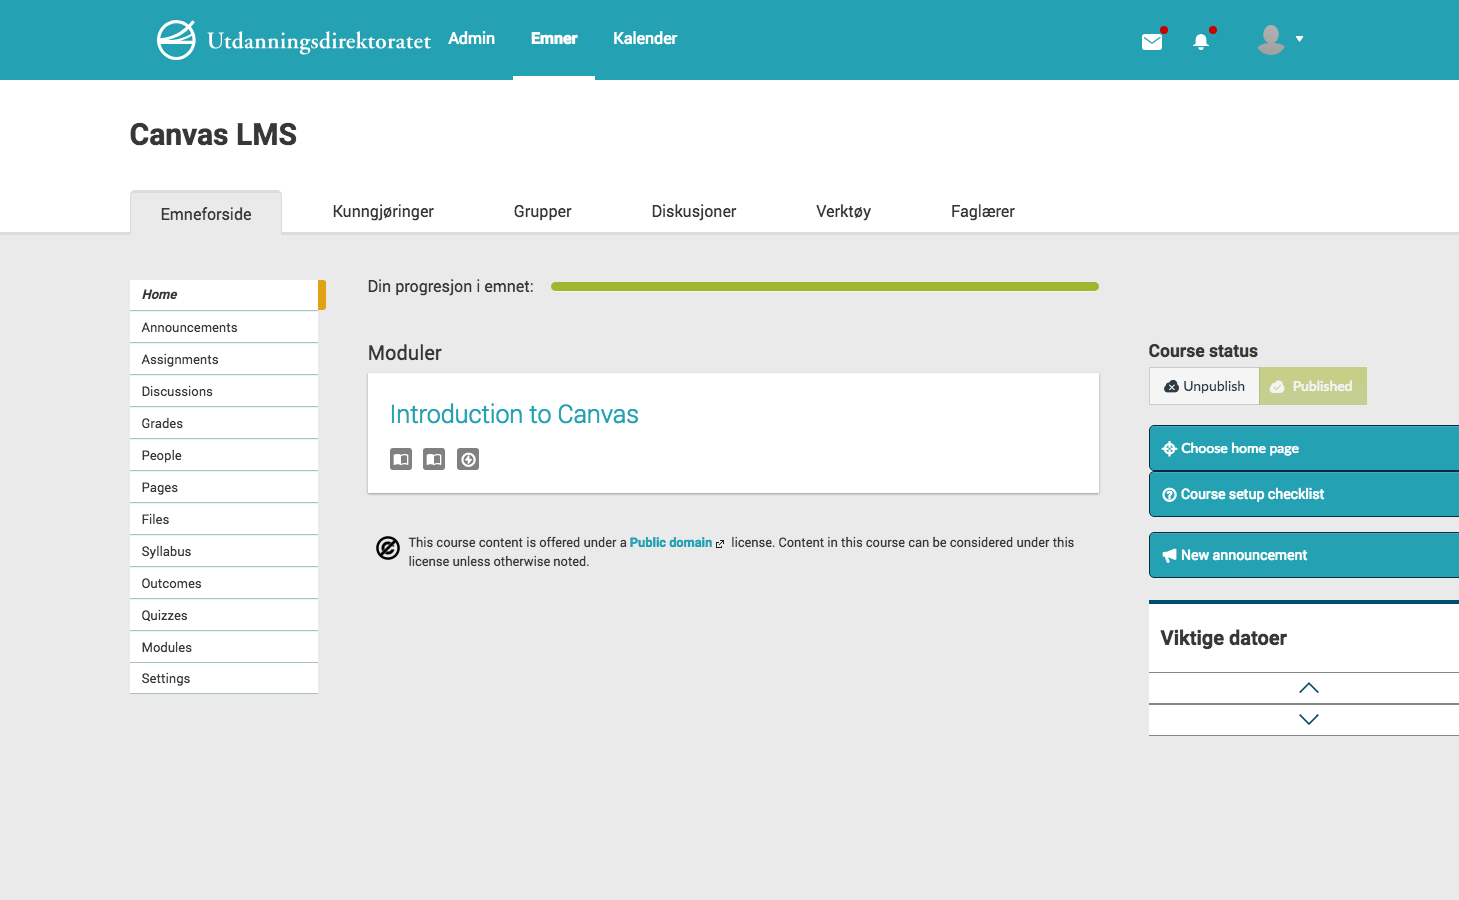 Utdanningsdirektoratet
Admin
Emner
Kalender
Canvas LMS
Emneforside
Kunngjøringer
Grupper
Diskusjoner
Verktøy
Faglærer
Home
Announcements
Assignments
Discussions
Grades
People
Pages
Files
Syllabus
Outcomes
Quizzes
Modules
Settings
Din progresjon i emnet:
Moduler
Introduction to Canvas
This course content is offered under a Public domain license. Content in this course can be considered under this
license unless otherwise noted.
Course status
Unpublish
Published
Choose home page
Course setup checklist
New announcement
Viktige datoer